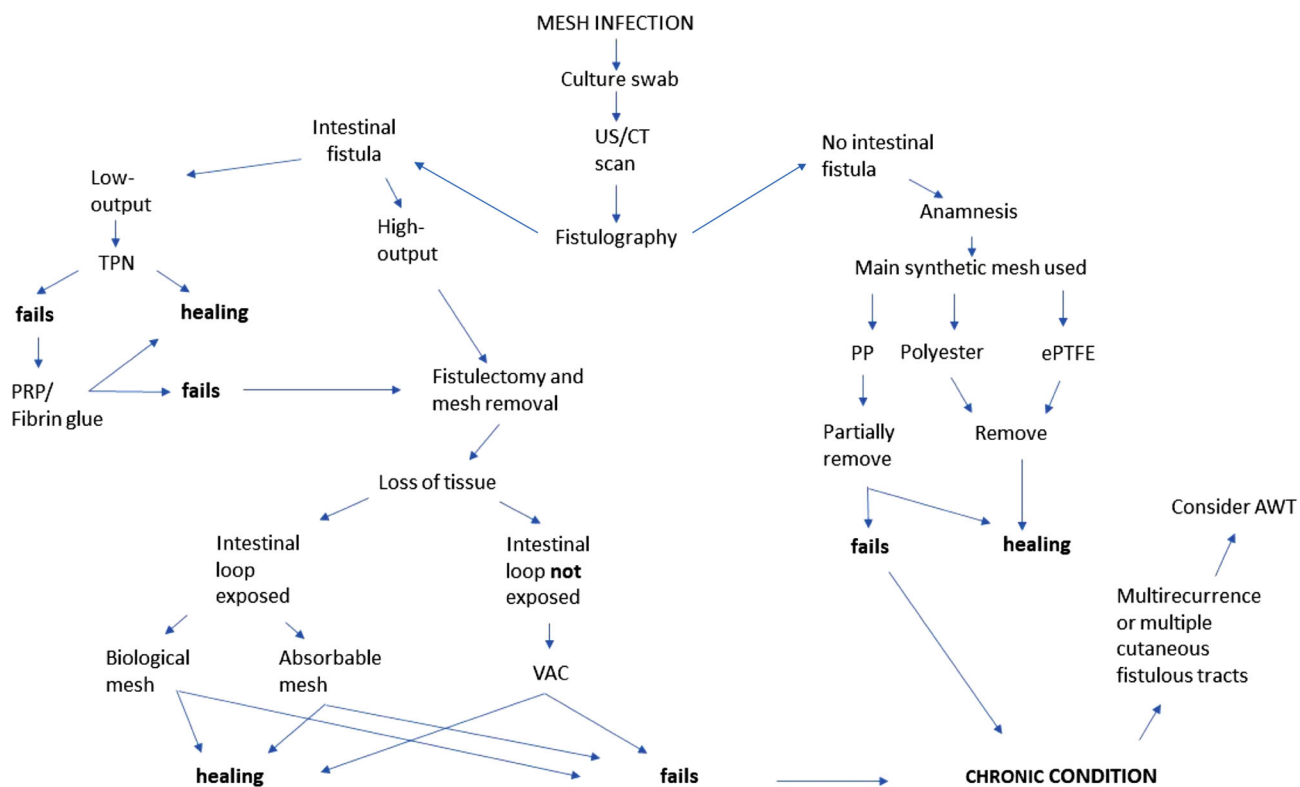 MESH INFECTION
Culture swab
US/CT
scan
Fistulography
Intestinal
fistula
Low-
output
TPN
fails
healing
PRP/
Fibrin glue
fails
High-
output
Fistulectomy and
mesh removal
Loss of tissue
Intestinal
loop
exposed
Biological
mesh
Absorbable
mesh
Intestinal
loop not
exposed
VAC
healing
fails
No intestinal
fistula
Anamnesis
Main synthetic mesh used
PP
Polyester
ePTFE
Partially
remove
Remove
fails
healing
CHRONIC CONDITION
Multirecurrence
or multiple
cutaneous
fistulous tracts
Consider AWT